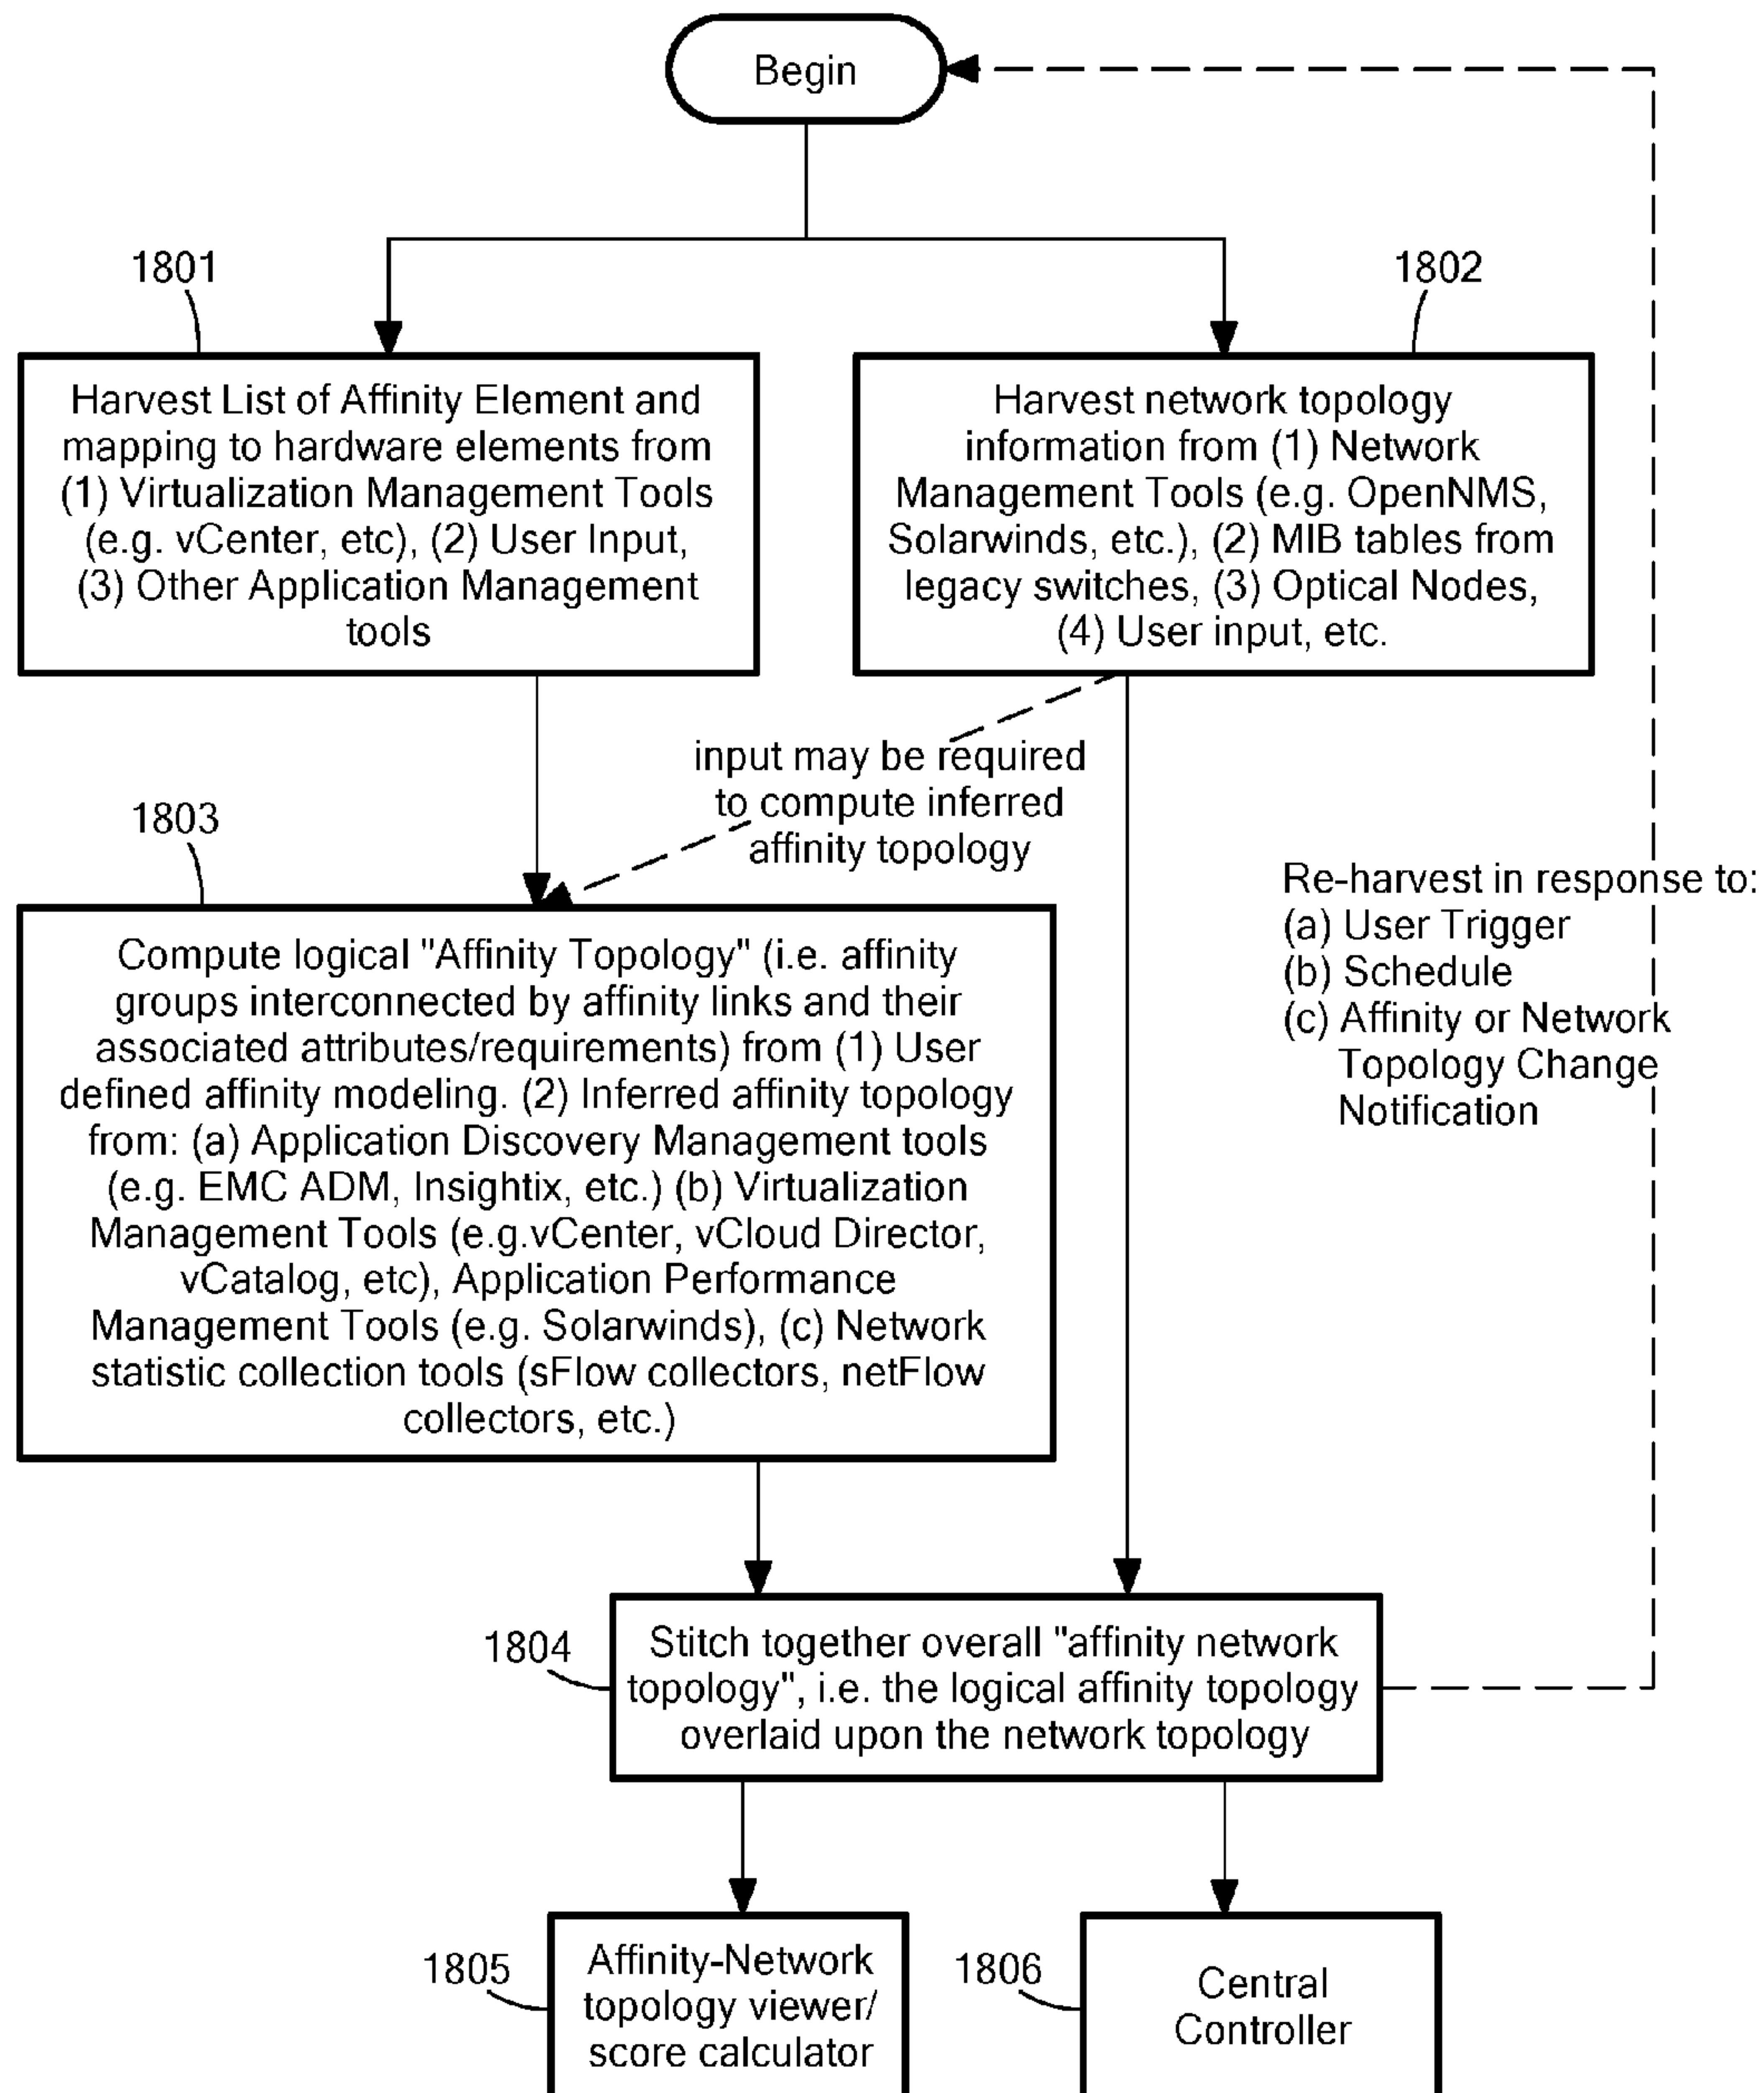 Begin
1801
1802
Harvest List of Affinity Element and
mapping to hardware elements from
(1) Virtualization Management Tools
(e.g. vCenter, etc), (2) User Input,
(3) Other Application Management
tools
Harvest network topology
information from (1) Network
Management Tools (e.g. OpenNMS,
Solarwinds, etc.), (2) MIB tables from
legacy switches, (3) Optical Nodes,
(4) User input, etc.
input may be required
to compute inferred
affinity topology
1803
Re-harvest in response to:
(a) User Trigger
(b) Schedule
(c) Affinity or Network
Topology Change
Notification
Compute logical "Affinity Topology" (i.e. affinity
groups interconnected by affinity links and their
associated attributes/requirements) from (1) User
defined affinity modeling. (2) Inferred affinity topology
from: (a) Application Discovery Management tools
(e.g. EMC ADM, Insightix, etc.) (b) Virtualization
Management Tools (e.g.vCenter, vCloud Director,
vCatalog, etc), Application Performance
Management Tools (e.g. Solarwinds), (c) Network
statistic collection tools (sFlow collectors, netFlow
collectors, etc.)
1804
Stitch together overall "affinity network
topology", i.e. the logical affinity topology
overlaid upon the network topology
1805
Affinity-Network
topology viewer/
score calculator
1806
Central
Controller